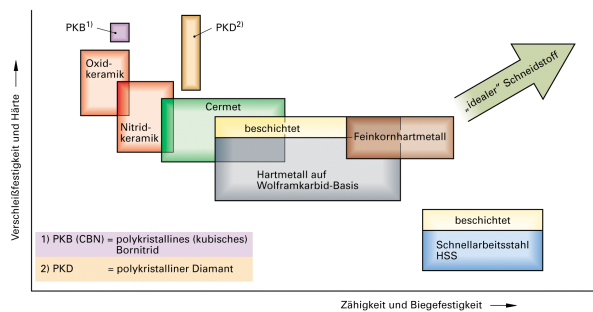 PKB1)
PKD2)
Oxid-
keramik
Nitrid-
keramik
Cermet
beschichtet
Feinkornhartmetall
Hartmetall auf
Wolframkarbid-Basis
„idealer“ Schneidstoff
beschichtet
Schnellarbeitsstahl
HSS
1) PKB (CBN) = polykristallines (kubisches)
Bornitrid
2) PKD = polykristalliner Diamant
Verschleißfestigkeit und Härte
Zähigkeit und Biegefestigkeit